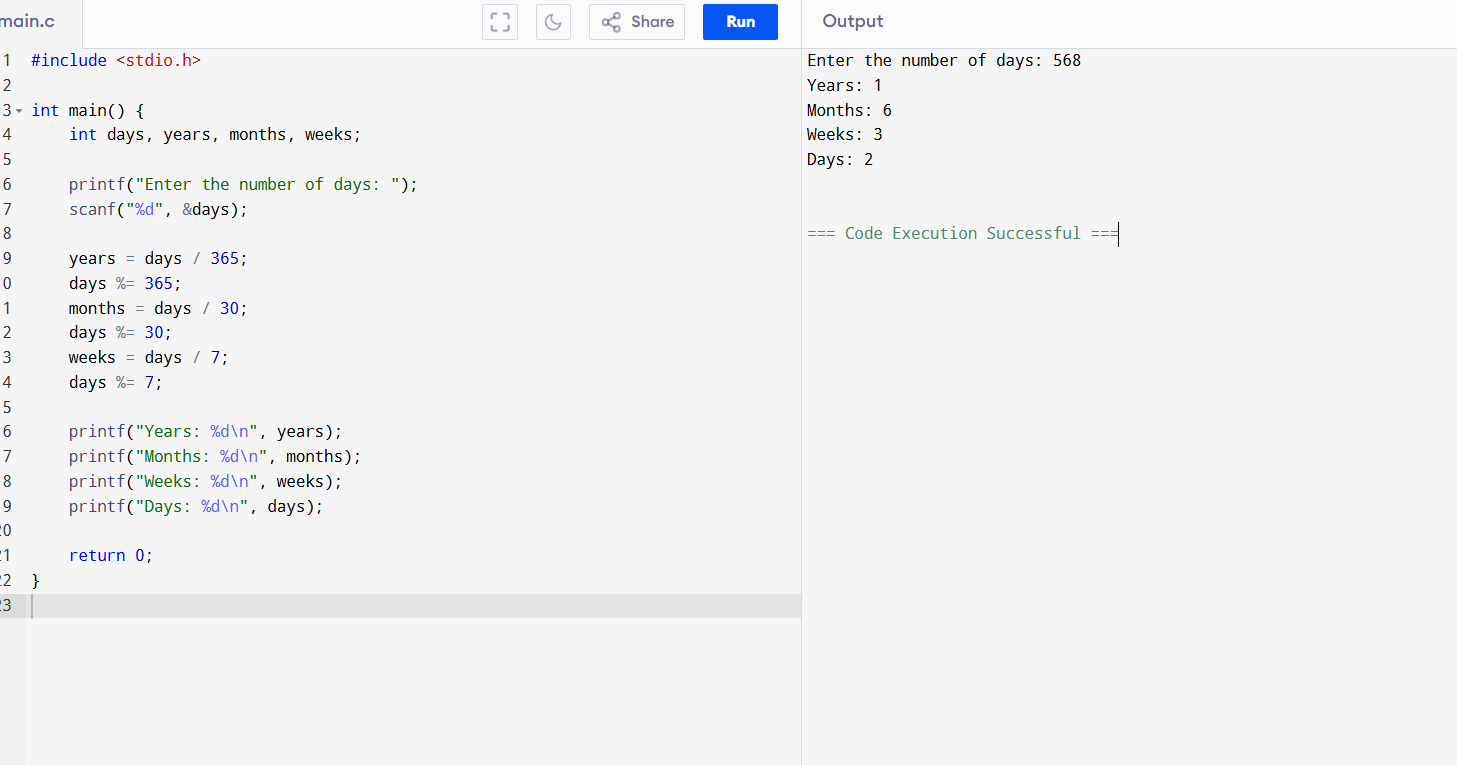 main.c
Share
Run
Output
1 #include <stdio.h>
2
3 int main() {
4     int days, years, months, weeks;
5
6     printf("Enter the number of days: ");
7     scanf("%d", &days);
8
9     years = days / 365;
0     days %= 365;
1     months = days / 30;
2     days %= 30;
3     weeks = days / 7;
4     days %= 7;
5
6     printf("Years: %d\n", years);
7     printf("Months: %d\n", months);
8     printf("Weeks: %d\n", weeks);
9     printf("Days: %d\n", days);
20
21     return 0;
22 }
23
Enter the number of days: 568
Years: 1
Months: 6
Weeks: 3
Days: 2
=== Code Execution Successful ===